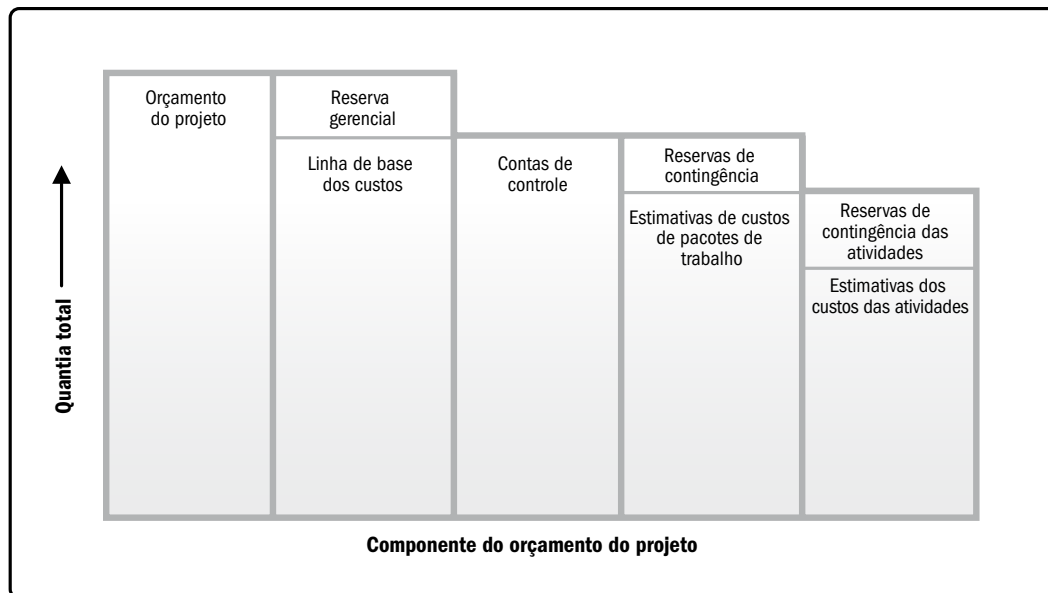 Orçamento
do projeto
Reserva
gerencial
Linha de base
dos custos
Contas de
controle
Reservas de
contingência
Estimativas de custos
de pacotes de
trabalho
Reservas de
contingência das
atividades
Estimativas dos
custos das atividades
Quantia total
Componente do orçamento do projeto